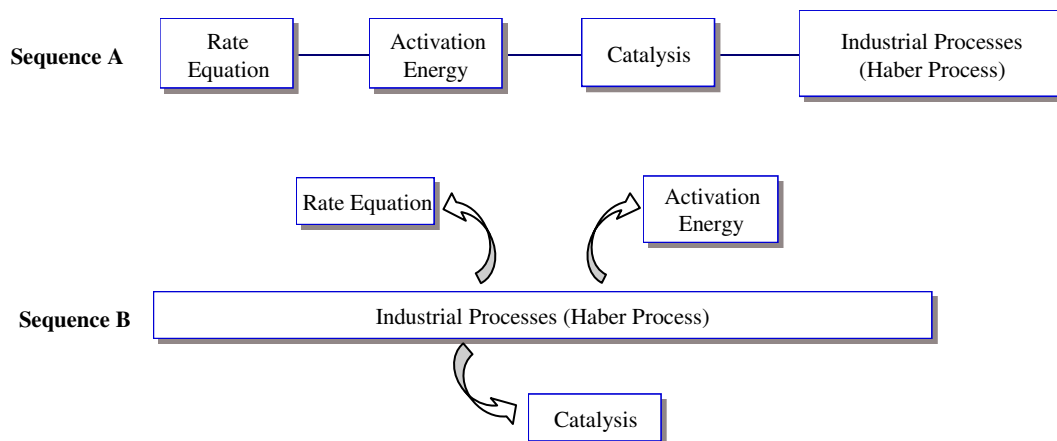 Sequence A
Rate
Equation
Activation
Energy
Catalysis
Industrial Processes
(Haber Process)
Rate Equation
Activation
Energy
Sequence B
Industrial Processes (Haber Process)
Catalysis